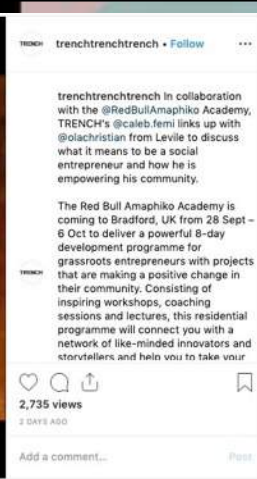 TRENCH
trenchtrenchtrench • Follow
trenchtrenchtrench In collaboration
with the @RedBullAmaphiko Academy,
TRENCH's @caleb.femi links up with
@olachristian from Levile to discuss
what it means to be a social
entrepreneur and how he is
empowering his community.
The Red Bull Amaphiko Academy is
coming to Bradford, UK from 28 Sept –
6 Oct to deliver a powerful 8-day
development programme for
grassroots entrepreneurs with projects
TRENCH
that are making a positive change in
their community. Consisting of
inspiring workshops, coaching
sessions and lectures, this residential
programme will connect you with a
network of like-minded innovators and
storytellers and help you to take your
2,735 views
2 DAYS AGO
Add a comment...
Post